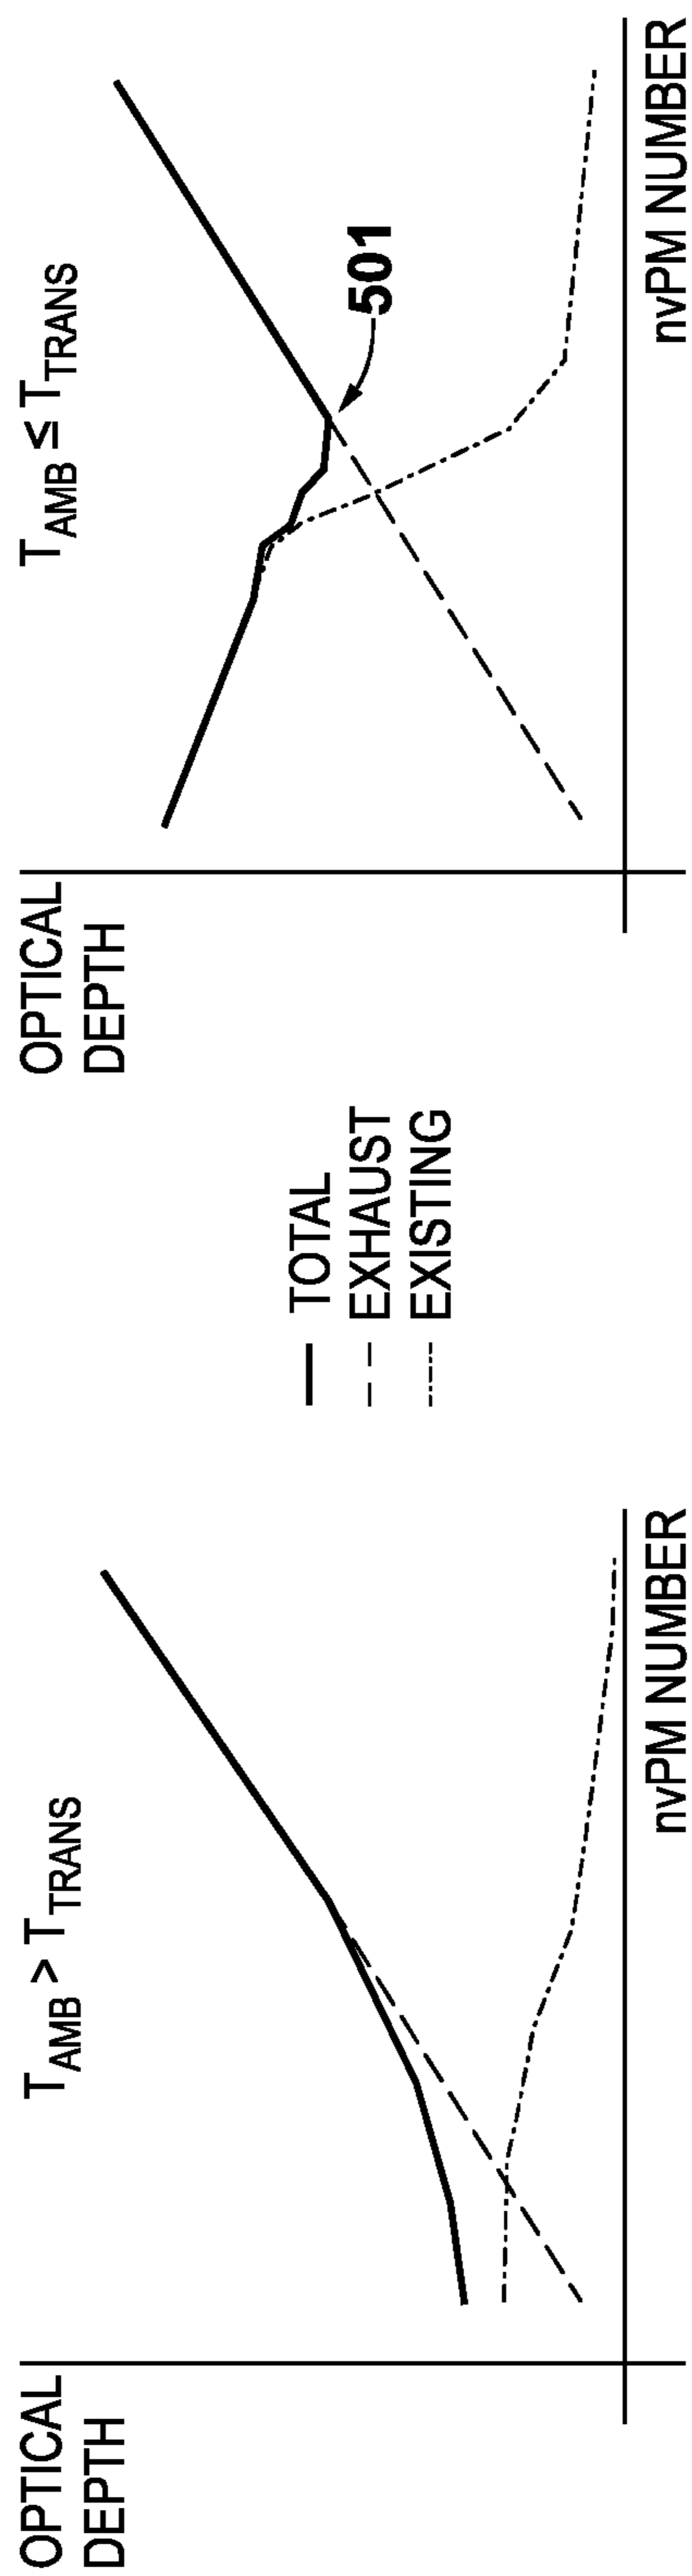 OPTICAL
DEPTH
T_AMB > T_TRANS
nvPM NUMBER
TOTAL
EXHAUST
EXISTING
OPTICAL
DEPTH
T_AMB ≤ T_TRANS
501
nvPM NUMBER